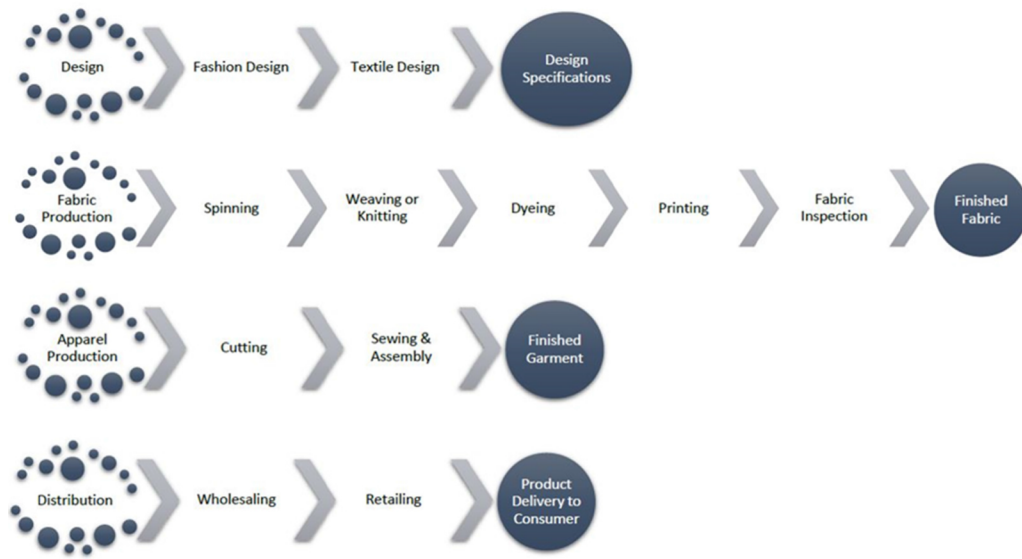 Design
Fashion Design
Textile Design
Design
Specifications
Fabric
Production
Spinning
Weaving or
Knitting
Dyeing
Printing
Fabric
Inspection
Finished
Fabric
Apparel
Production
Cutting
Sewing &
Assembly
Finished
Garment
Distribution
Wholesaling
Retailing
Product
Delivery to
Consumer